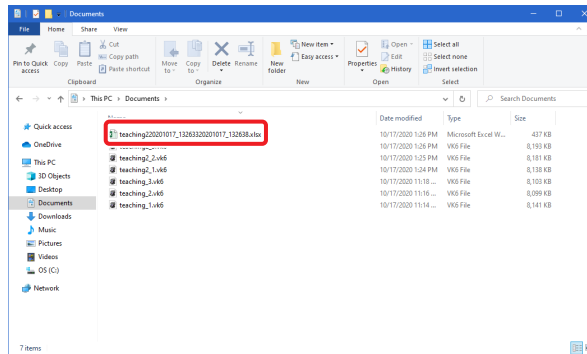 Documents
File Home Share View
Pin to Quick access
Copy
Paste
Cut
Copy path
Paste shortcut
Clipboard
Move to
Copy to
Delete
Rename
Organize
New folder
New item
Easy access
New
Properties
Open
Edit
History
Open
Select all
Select none
Invert selection
Select
This PC > Documents >
Search Documents
Quick access
OneDrive
This PC
3D Objects
Desktop
Documents
Downloads
Music
Pictures
Videos
OS (C:)
Network
Name Date modified Type Size
teaching220201017_13263320201017_132638.xlsx 10/17/2020 1:26 PM Microsoft Excel W... 437 KB
10/17/2020 1:26 PM VK6 File 8,193 KB
teaching2_2.vk6 10/17/2020 1:25 PM VK6 File 8,181 KB
teaching2_1.vk6 10/17/2020 1:24 PM VK6 File 8,138 KB
teaching_3.vk6 10/17/2020 11:18 ... VK6 File 8,103 KB
teaching_2.vk6 10/17/2020 11:16 ... VK6 File 8,099 KB
teaching_1.vk6 10/17/2020 11:14 ... VK6 File 8,141 KB
7 items